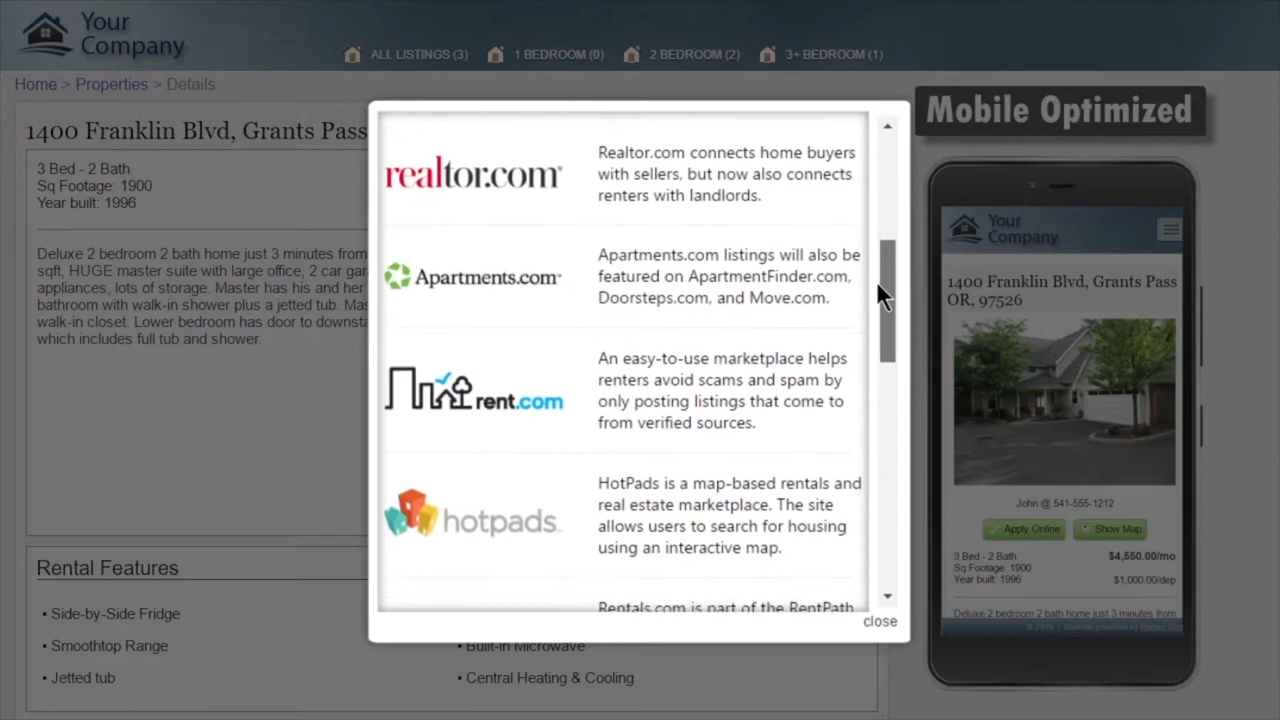 Your
Company
ALL LISTINGS (3)
1 BEDROOM (0)
2 BEDROOM (2)
3+ BEDROOM (1)
Home > Properties > Details
1400 Franklin Blvd, Grants Pass
3 Bed - 2 Bath
Sq Footage: 1900
Year built: 1996
Deluxe 2 bedroom 2 bath home just 3 minutes from
sqft, HUGE master suite with large office, 2 car gar
appliances, lots of storage. Master has his and her
bathroom with walk-in shower plus a jetted tub. Mas
walk-in closet. Lower bedroom has door to downsta
which includes full tub and shower.
Rental Features
• Side-by-Side Fridge
• Smoothtop Range
• Built-in Microwave
• Jetted tub
• Central Heating & Cooling
realtor.com
Realtor.com connects home buyers
with sellers, but now also connects
renters with landlords.
Apartments.com
Apartments.com listings will also be
featured on ApartmentFinder.com,
Doorsteps.com, and Move.com.
rent.com
An easy-to-use marketplace helps
renters avoid scams and spam by
only posting listings that come to
from verified sources.
hotpads
HotPads is a map-based rentals and
real estate marketplace. The site
allows users to search for housing
using an interactive map.
Rentals.com is part of the RentPath
close
Mobile Optimized
Your
Company
1400 Franklin Blvd, Grants Pass
OR, 97526
John @ 541-555-1212
Apply Online
Show Map
3 Bed - 2 Bath
$4,550.00/mo
Sq Footage: 1900
Year built: 1996
$1,000.00/dep
Deluxe 2 bedroom 2 bath home just 3 minutes from